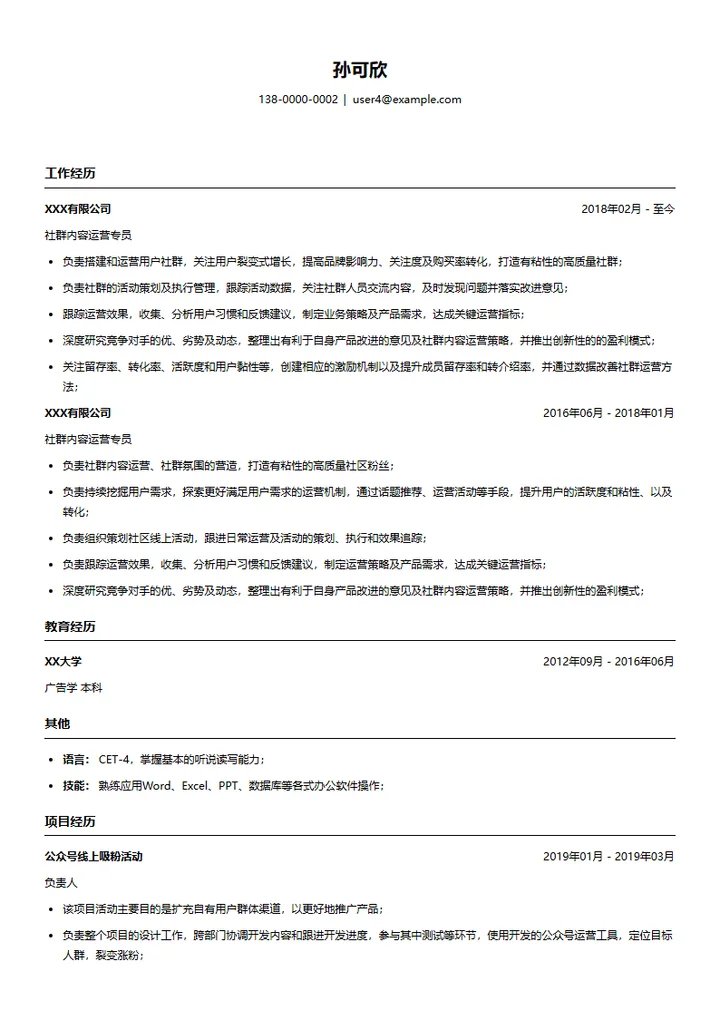 孙可欣
138-0000-0002 | user4@example.com
工作经历
XXX有限公司 2018年02月 - 至今
社群内容运营专员
• 负责搭建和运营用户社群，关注用户裂变式增长，提高品牌影响力、关注度及购买率转化，打造有粘性的高质量社群；
• 负责社群的活动策划及执行管理，跟踪活动数据，关注社群人员交流内容，及时发现问题并落实改进意见；
• 跟踪运营效果，收集、分析用户习惯和反馈建议，制定业务策略及产品需求，达成关键运营指标；
• 深度研究竞争对手的优、劣势及动态，整理出有利于自身产品改进的意见及社群内容运营策略，并推出创新性的的盈利模式；
• 关注留存率、转化率、活跃度和用户黏性等，创建相应的激励机制以及提升成员留存率和转介绍率，并通过数据改善社群运营方
法；
XXX有限公司 2016年06月 - 2018年01月
社群内容运营专员
• 负责社群内容运营、社群氛围的营造，打造有粘性的高质量社区粉丝；
• 负责持续挖掘用户需求，探索更好满足用户需求的运营机制，通过话题推荐、运营活动等手段，提升用户的活跃度和粘性、以及
转化；
• 负责组织策划社区线上活动，跟进日常运营及活动的策划、执行和效果追踪；
• 负责跟踪运营效果，收集、分析用户习惯和反馈建议，制定运营策略及产品需求，达成关键运营指标；
• 深度研究竞争对手的优、劣势及动态，整理出有利于自身产品改进的意见及社群内容运营策略，并推出创新性的盈利模式；
教育经历
XX大学 2012年09月 - 2016年06月
广告学 本科
其他
• 语言： CET-4，掌握基本的听说读写能力；
• 技能： 熟练应用Word、Excel、PPT、数据库等各式办公软件操作；
项目经历
公众号线上吸粉活动 2019年01月 - 2019年03月
负责人
• 该项目活动主要目的是扩充自有用户群体渠道，以更好地推广产品；
• 负责整个项目的设计工作，跨部门协调开发内容和跟进开发进度，参与其中测试等环节，使用开发的公众号运营工具，定位目标
人群，裂变涨粉；